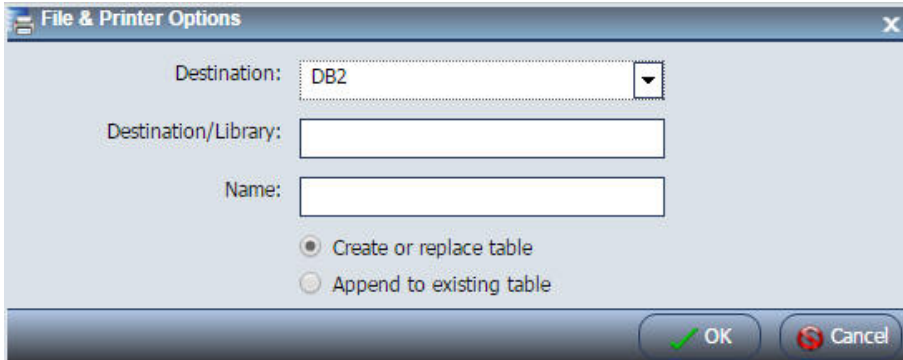 File & Printer Options
x
Destination: DB2
Destination/Library:
Name:
Create or replace table
Append to existing table
OK Cancel